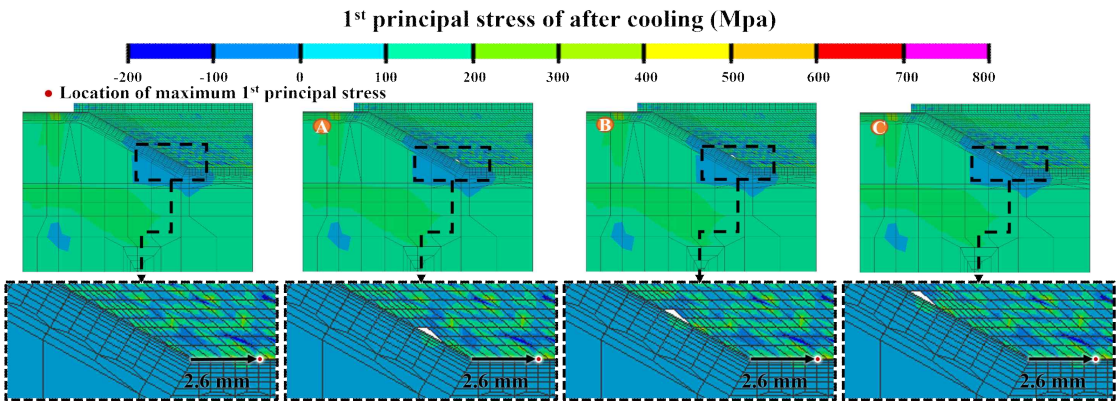 1st principal stress of after cooling (Mpa)
-200 -100 0 100 200 300 400 500 600 700 800
Location of maximum 1st principal stress
A B C
2.6 mm 2.6 mm 2.6 mm 2.6 mm